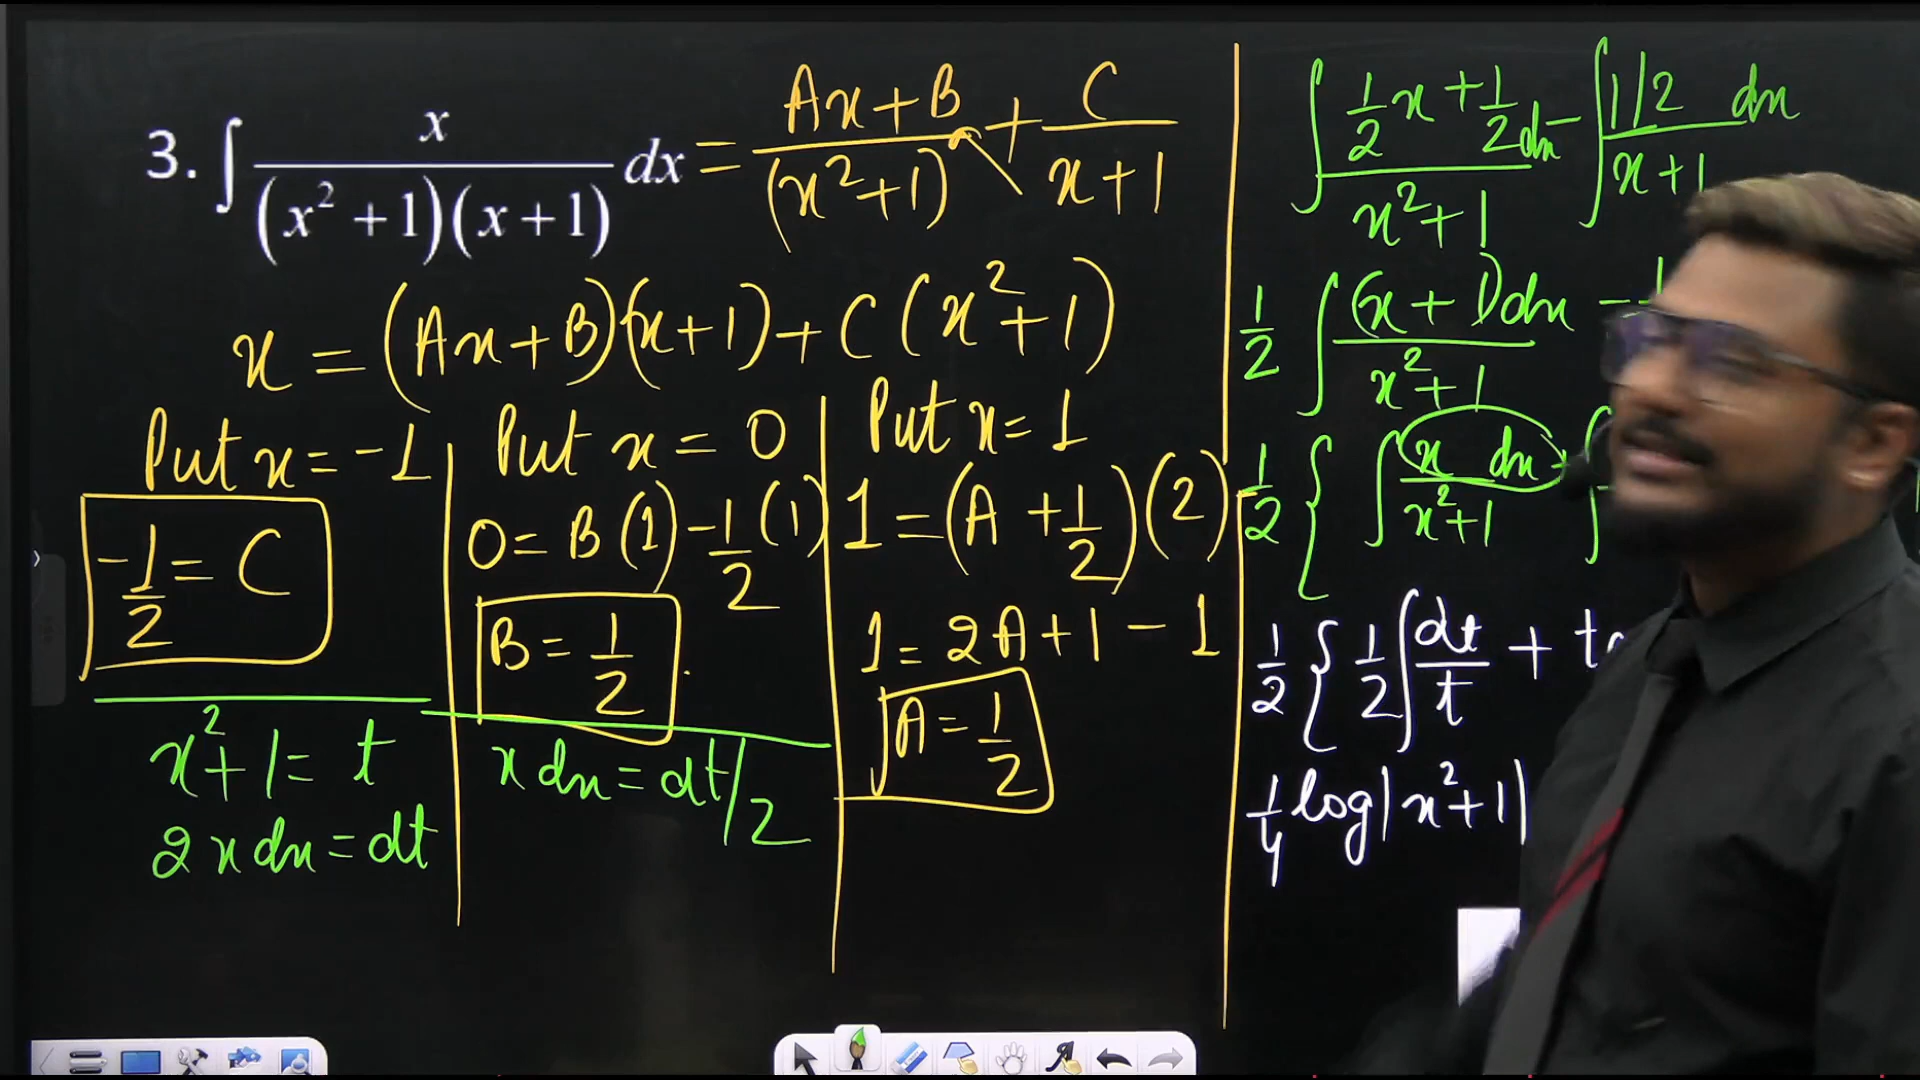 3. ∫ x / (x² + 1)(x + 1) dx = Ax + B / (x² + 1) + C / x + 1
x = (Ax + B)(x + 1) + C (x² + 1)
Put x = -1
-1/2 = C
Put x = 0
0 = B (1) - 1/2 (1)
B = 1/2
Put x = 1
1 = (A + 1/2)(2)
1 = 2A + 1 - 1
A = 1/2
x² + 1 = t
2x dx = dt
x dx = dt/2
∫ 1/2 x + 1/2 dx / x² + 1 - ∫ 1/2 dx / x + 1
1/2 ∫ (x + 1) dx / x² + 1 -
1/2 { ∫ x dx / x² + 1 + ∫
1/2 { 1/2 ∫ dt / t +
1/4 log |x² + 1|